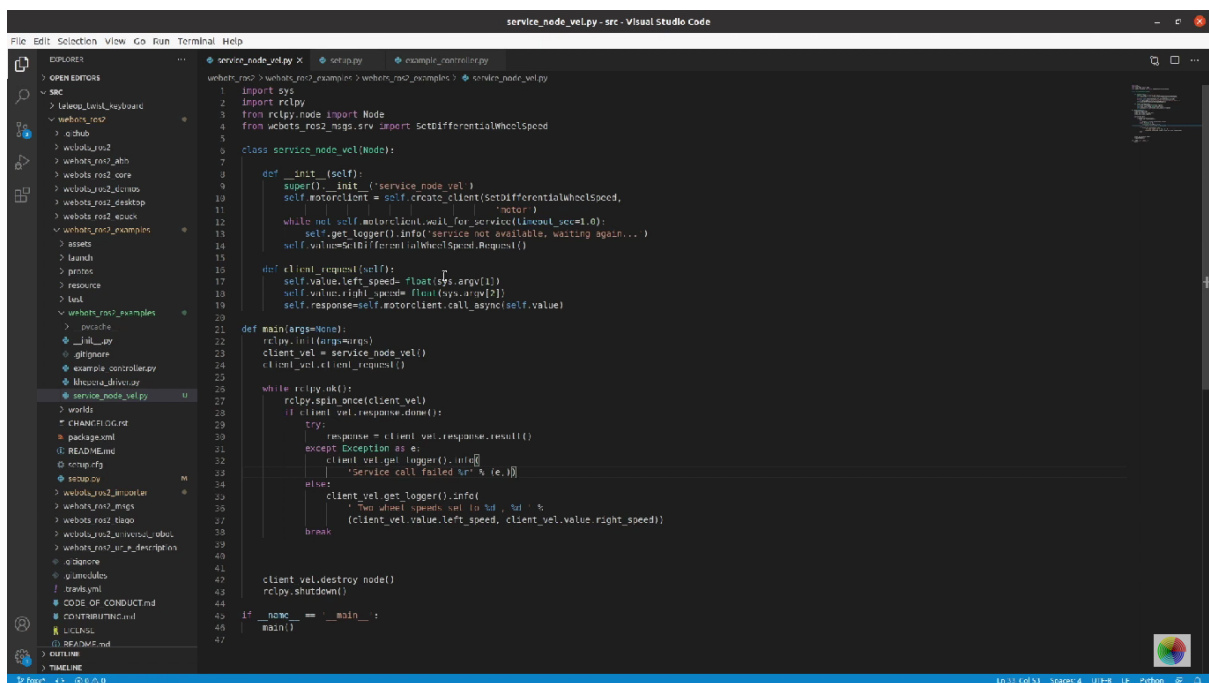 service_node_vel.py - src - Visual Studio Code
File Edit Selection View Go Run Terminal Help
EXPLORER
OPEN EDITORS
SRC
teleop_twist_keyboard
webots_ros2
.github
webots_ros2
webots_ros2_abb
webots_ros2_core
webots_ros2_demos
webots_ros2_desktop
webots_ros2_epuck
webots_ros2_examples
assets
launch
protos
resource
test
webots_ros2_examples
__pycache__
__init__.py
.gitignore
example_controller.py
khepera_driver.py
service_node_vel.py U
worlds
CHANGELOG.rst
package.xml
README.md
setup.cfg
setup.py M
webots_ros2_importer
webots_ros2_msgs
webots_ros2_tiago
webots_ros2_universal_robot
webots_ros2_ur_e_description
.gitignore
.gitmodules
.travis.yml
CODE_OF_CONDUCT.md
CONTRIBUTING.md
LICENSE
README.md
OUTLINE
TIMELINE
service_node_vel.py setup.py example_controller.py
webots_ros2 > webots_ros2_examples > webots_ros2_examples > service_node_vel.py
1 import sys
2 import rclpy
3 from rclpy.node import Node
4 from webots_ros2_msgs.srv import SetDifferentialWheelSpeed
5
6 class service_node_vel(Node):
7
8     def __init__(self):
9         super().__init__('service_node_vel')
10         self.motorclient = self.create_client(SetDifferentialWheelSpeed,
11                                         'motor')
12         while not self.motorclient.wait_for_service(timeout_sec=1.0):
13             self.get_logger().info('service not available, waiting again...')
14         self.value=SetDifferentialWheelSpeed.Request()
15
16     def client_request(self):
17         self.value.left_speed= float(sys.argv[1])
18         self.value.right_speed= float(sys.argv[2])
19         self.response=self.motorclient.call_async(self.value)
20
21 def main(args=None):
22     rclpy.init(args=args)
23     client_vel = service_node_vel()
24     client_vel.client_request()
25
26     while rclpy.ok():
27         rclpy.spin_once(client_vel)
28         if client_vel.response.done():
29             try:
30                 response = client_vel.response.result()
31             except Exception as e:
32                 client_vel.get_logger().info(
33                     'Service call failed %r' % (e,))
34             else:
35                 client_vel.get_logger().info(
36                     ' Two wheel speeds set to %d , %d ' %
37                     (client_vel.value.left_speed, client_vel.value.right_speed))
38             break
39
40
41
42     client_vel.destroy_node()
43     rclpy.shutdown()
44
45 if __name__ == '__main__':
46     main()
47
Ln 33, Col 53 Spaces: 4 UTF-8 LF Python